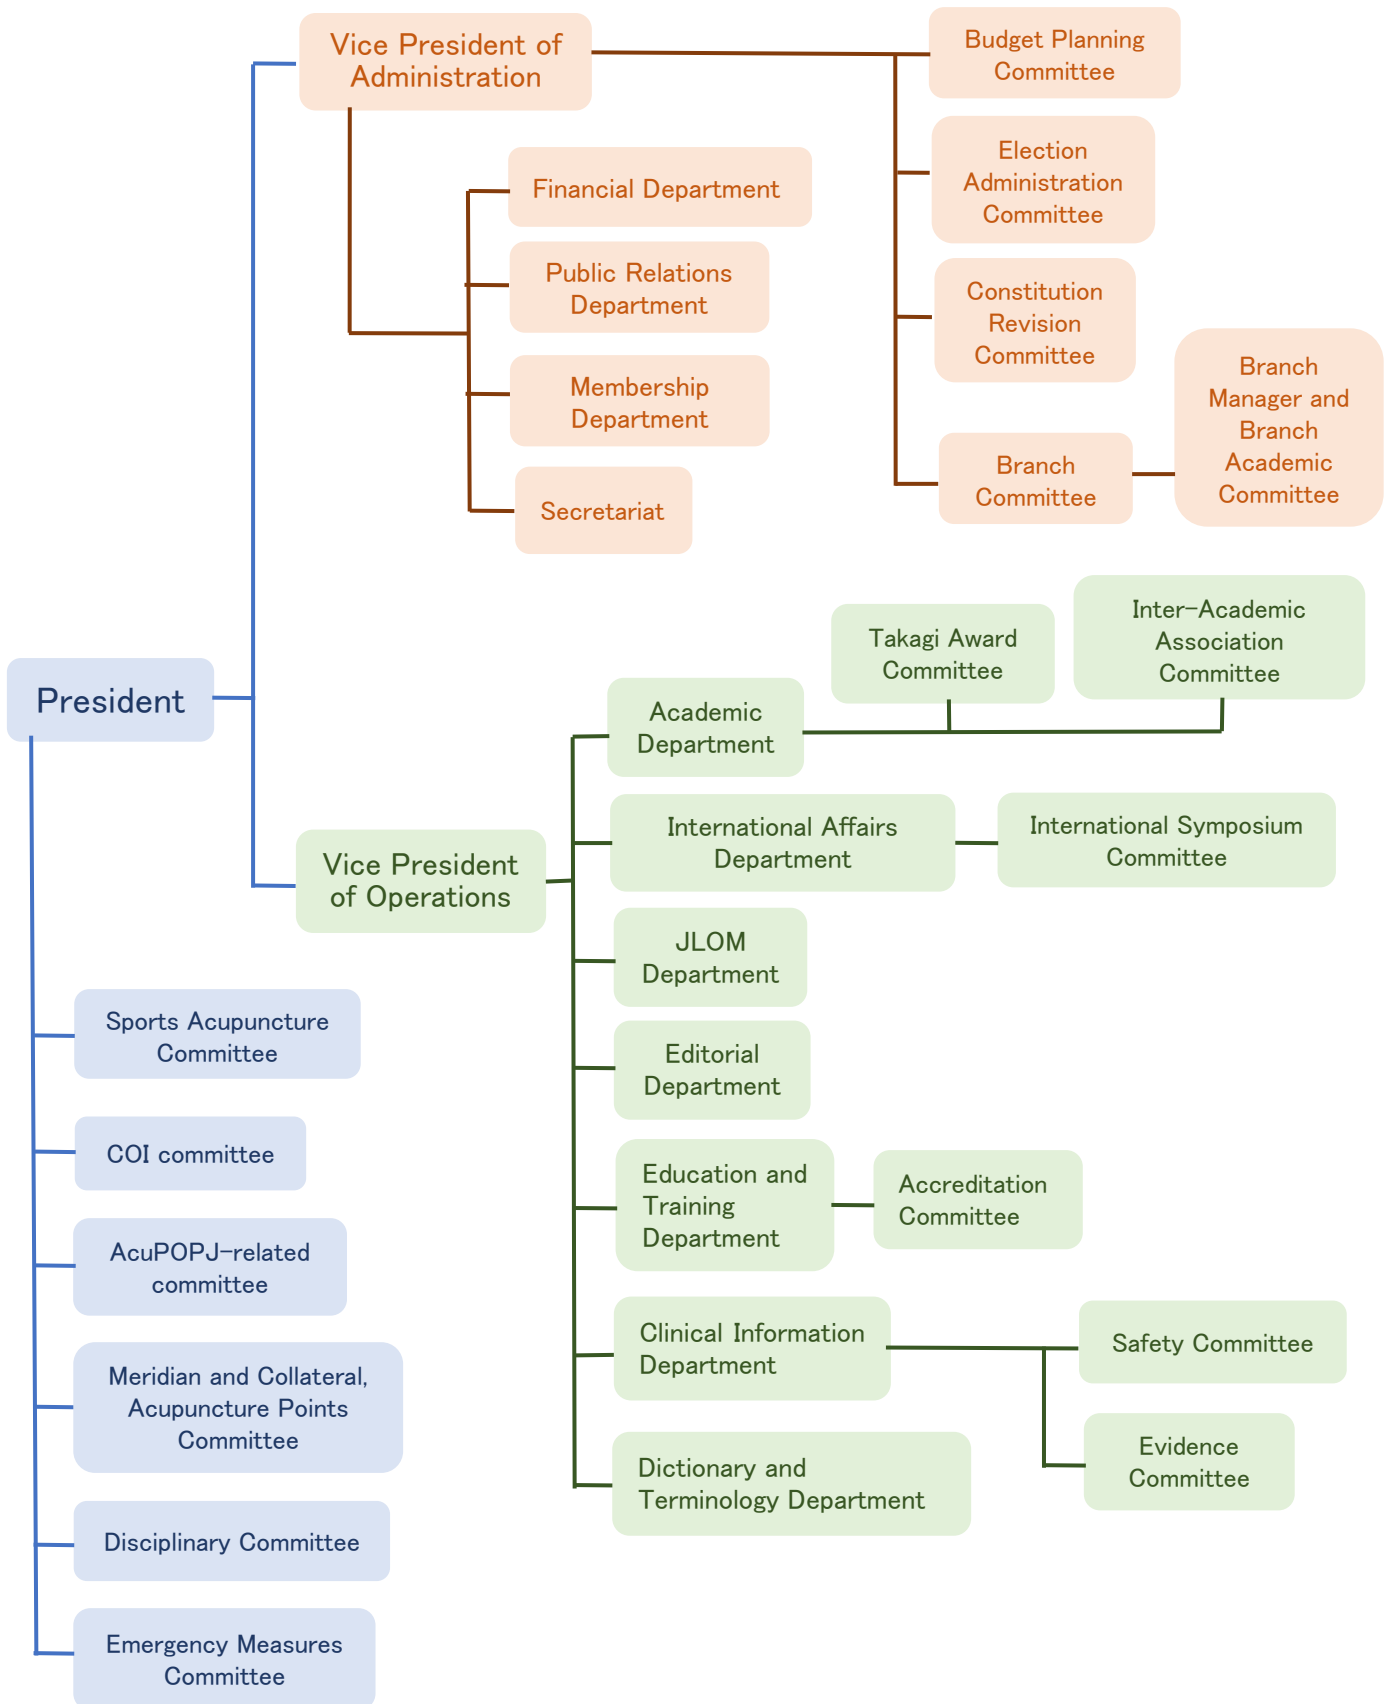 Vice President of
Administration
Budget Planning
Committee
Election
Administration
Committee
Financial Department
Public Relations
Department
Constitution
Revision
Committee
Membership
Department
Branch
Manager and
Branch
Academic
Committee
Branch
Committee
Secretariat
President
Takagi Award
Committee
Inter-Academic
Association
Committee
Academic
Department
International Affairs
Department
International Symposium
Committee
Vice President
of Operations
JLOM
Department
Editorial
Department
Education and
Training
Department
Accreditation
Committee
Clinical Information
Department
Safety Committee
Evidence
Committee
Dictionary and
Terminology Department
Sports Acupuncture
Committee
COI committee
AcuPOPJ-related
committee
Meridian and Collateral,
Acupuncture Points
Committee
Disciplinary Committee
Emergency Measures
Committee